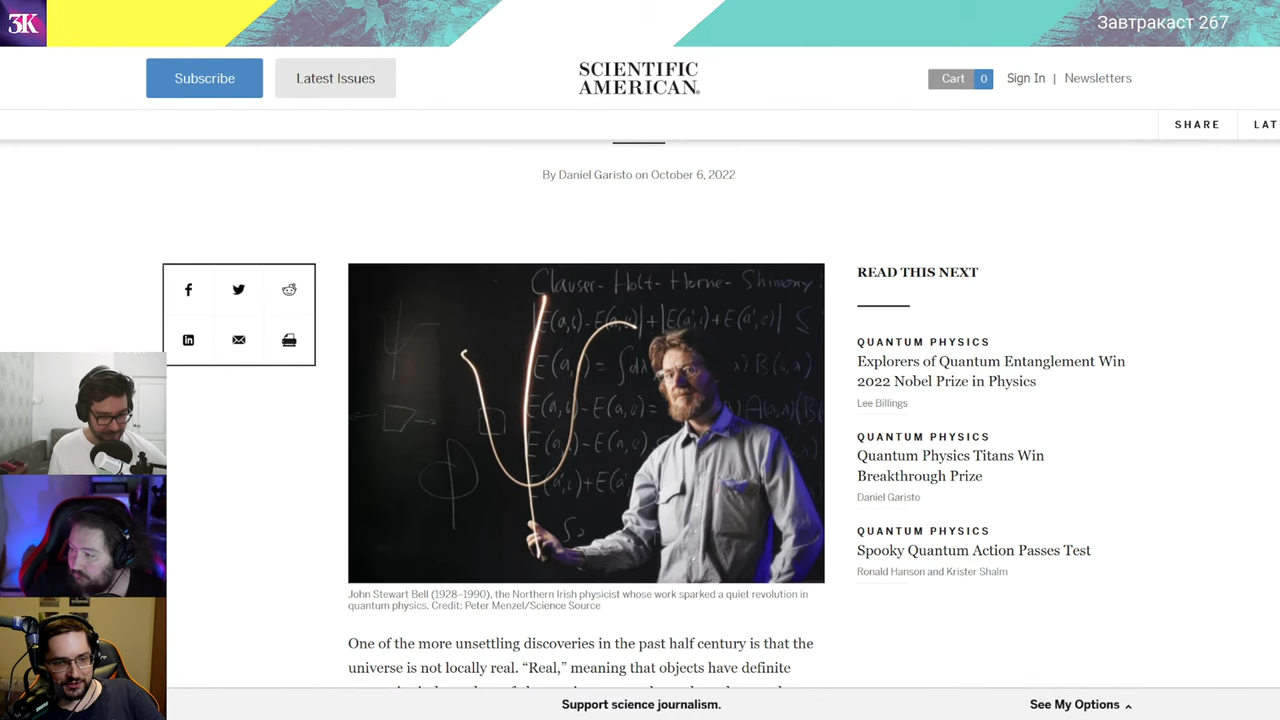 3K
Завтракаст 267
Subscribe
Latest Issues
SCIENTIFIC
AMERICAN
Cart 0
Sign In | Newsletters
SHARE
LAT
By Daniel Garisto on October 6, 2022
Clauser-Holt-Horne-Shimony
John Stewart Bell (1928–1990), the Northern Irish physicist whose work sparked a quiet revolution in
quantum physics. Credit: Peter Menzel/Science Source
One of the more unsettling discoveries in the past half century is that the
universe is not locally real. “Real,” meaning that objects have definite
READ THIS NEXT
QUANTUM PHYSICS
Explorers of Quantum Entanglement Win
2022 Nobel Prize in Physics
Lee Billings
QUANTUM PHYSICS
Quantum Physics Titans Win
Breakthrough Prize
Daniel Garisto
QUANTUM PHYSICS
Spooky Quantum Action Passes Test
Ronald Hanson and Krister Shalm
Support science journalism.
See My Options